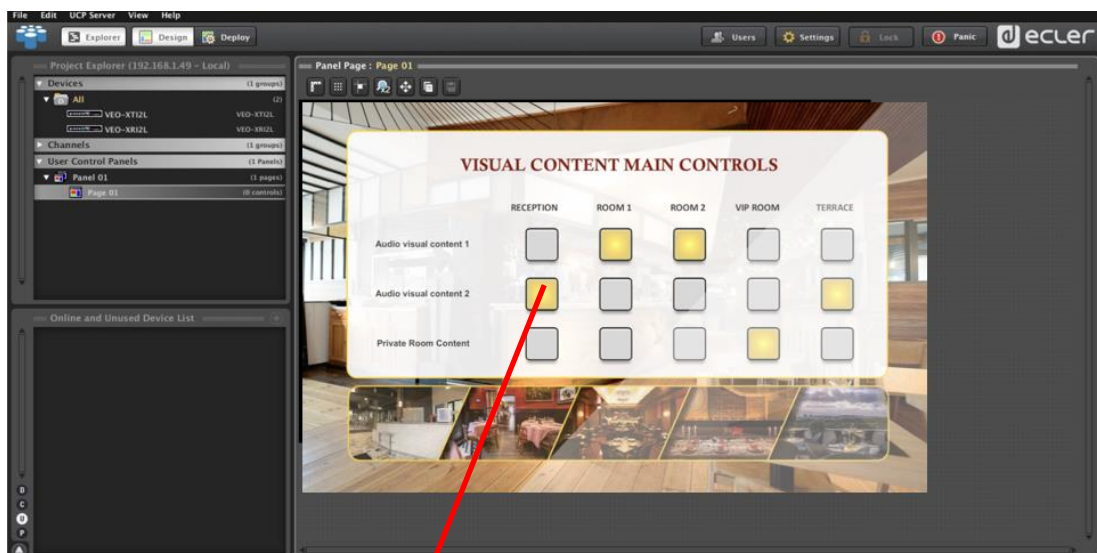 File Edit UCP Server View Help
Explorer Design Deploy Users Settings Lock Panic ecler
Project Explorer (192.168.1.49 - Local)
Devices (1 groups)
All (2)
VEO-XTI2L VEO-XTI2L
VEO-XRI2L VEO-XRI2L
Channels (1 groups)
User Control Panels (1 Panels)
Panel 01 (1 pages)
Page 01 (0 controls)
Online and Unused Device List
D
C
U
P
Panel Page : Page 01
VISUAL CONTENT MAIN CONTROLS
RECEPTION ROOM 1 ROOM 2 VIP ROOM TERRACE
Audio visual content 1
Audio visual content 2
Private Room Content